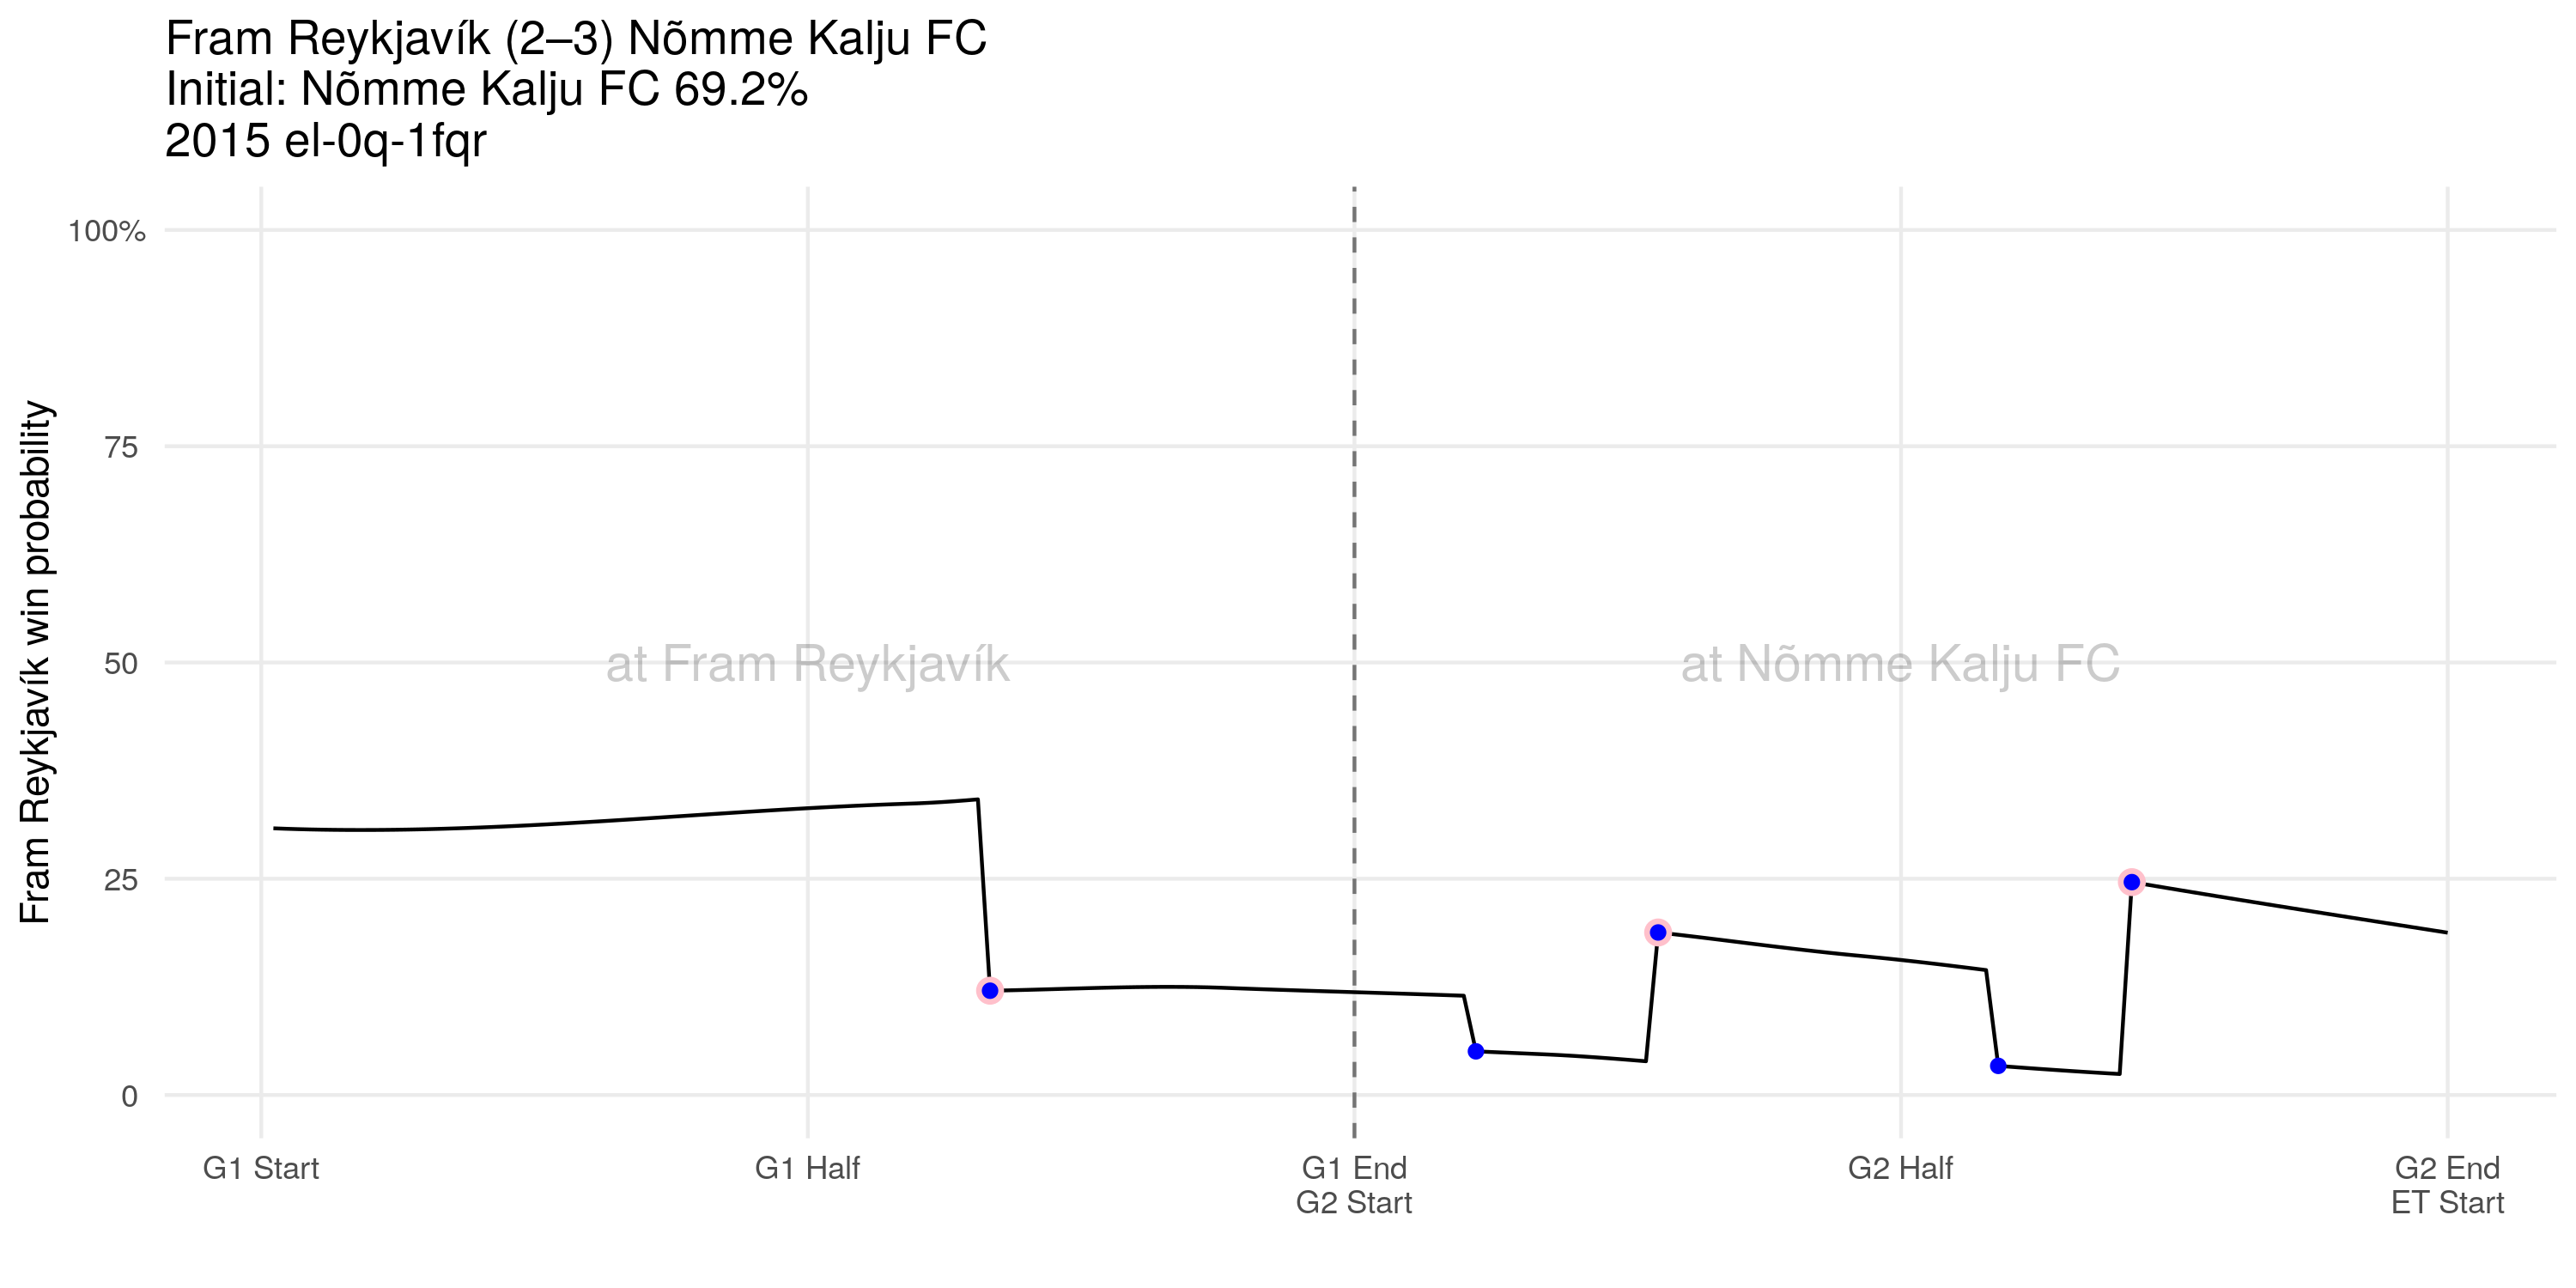 Fram Reykjavík (2–3) Nõmme Kalju FC
Initial: Nõmme Kalju FC 69.2%
2015 el-0q-1fqr
Fram Reykjavík win probability
100%
75
50
25
0
at Fram Reykjavík
at Nõmme Kalju FC
G1 Start
G1 Half
G1 End
G2 Start
G2 Half
G2 End
ET Start